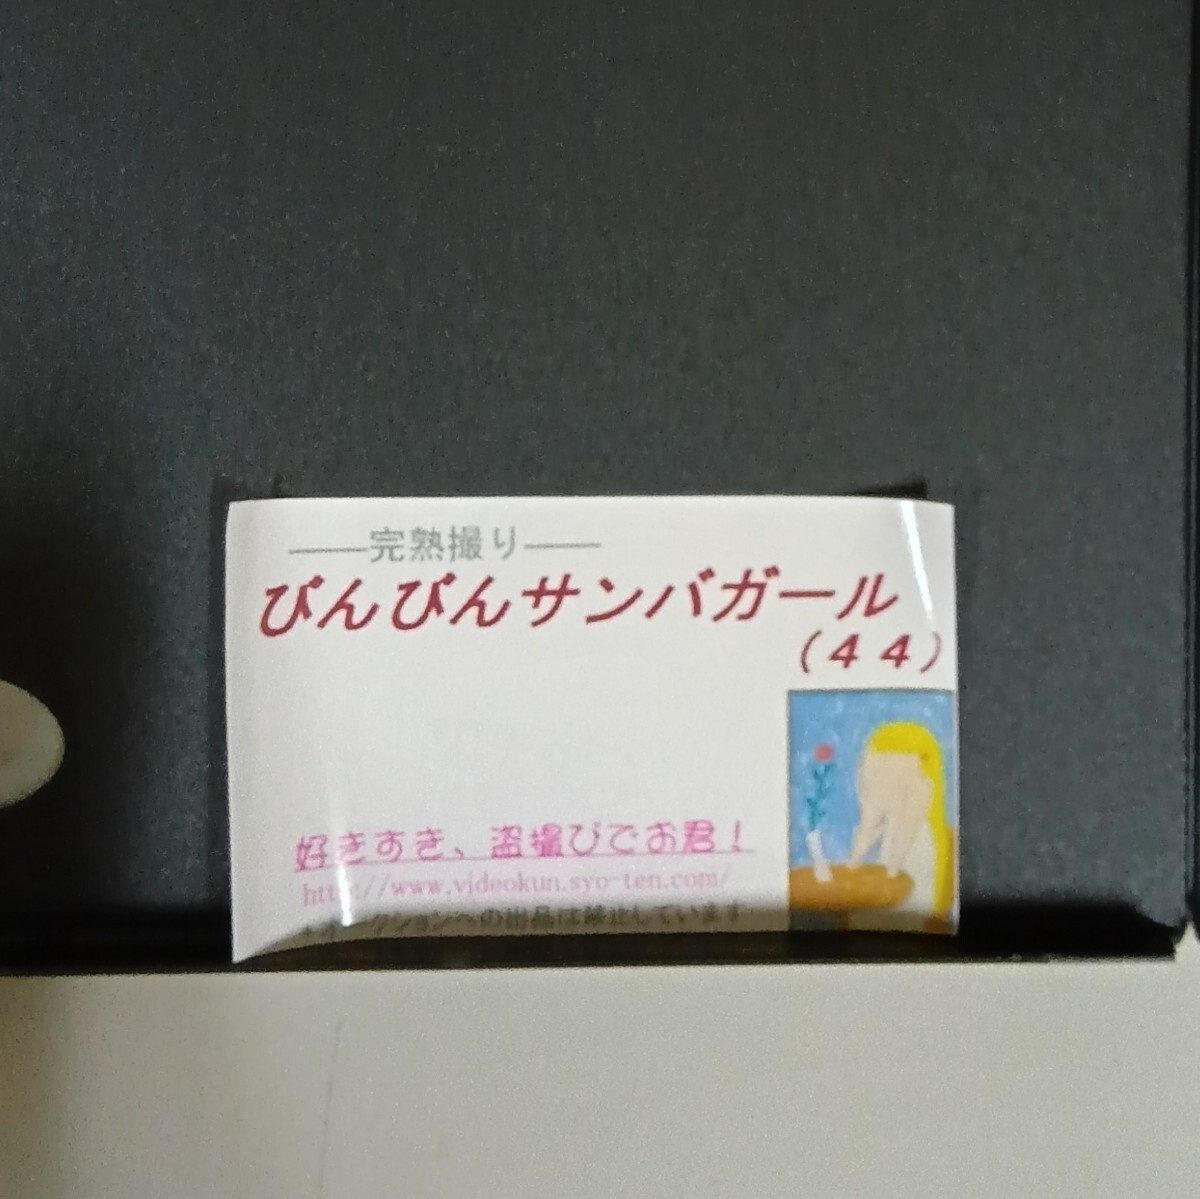 ――完熟撮り――
びんびんサンバガール
(44)
好きすき、盗撮びでお君！
http://www.videokun.syo-ten.com/
オークションへの出品は禁止しています